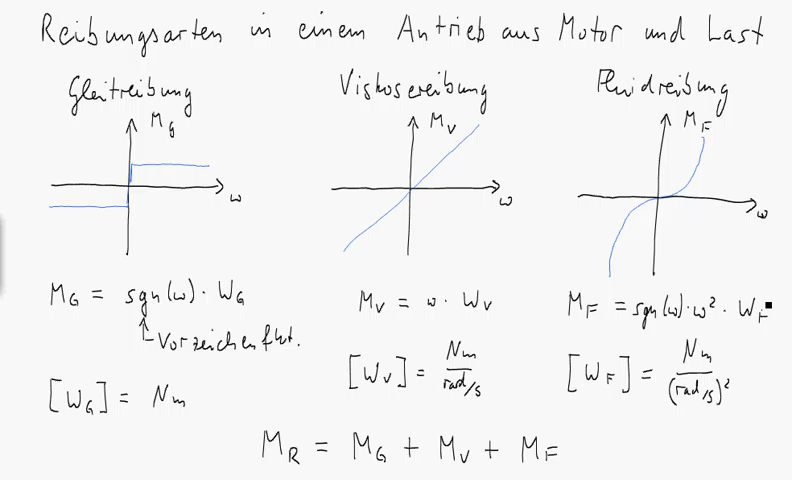 Reibungsarten in einem Antrieb aus Motor und Last
Gleitreibung
M_G
ω
M_G = sgn(ω) · W_G
Vorzeichenfkt.
[W_G] = Nm
Viskosereibung
M_V
ω
M_V = ω · W_V
[W_V] = Nm / rad/s
Fluidreibung
M_F
ω
M_F = sgn(ω) · ω² · W_F
[W_F] = Nm / (rad/s)²
M_R = M_G + M_V + M_F